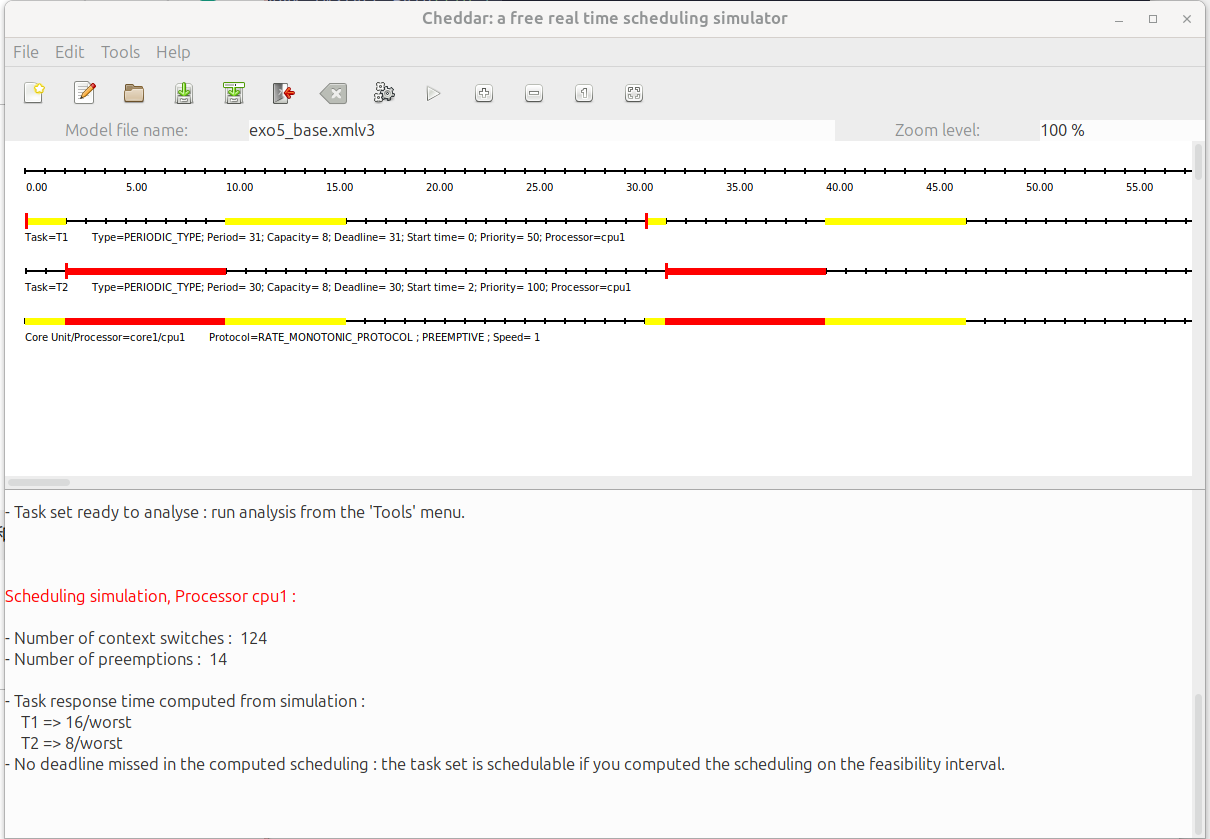 Cheddar: a free real time scheduling simulator
File Edit Tools Help
Model file name: exo5_base.xmlv3 Zoom level: 100 %
0.00 5.00 10.00 15.00 20.00 25.00 30.00 35.00 40.00 45.00 50.00 55.00
Task=T1 Type=PERIODIC_TYPE; Period= 31; Capacity= 8; Deadline= 31; Start time= 0; Priority= 50; Processor=cpu1
Task=T2 Type=PERIODIC_TYPE; Period= 30; Capacity= 8; Deadline= 30; Start time= 2; Priority= 100; Processor=cpu1
Core Unit/Processor=core1/cpu1 Protocol=RATE_MONOTONIC_PROTOCOL ; PREEMPTIVE ; Speed= 1
- Task set ready to analyse : run analysis from the 'Tools' menu.
Scheduling simulation, Processor cpu1 :
- Number of context switches :  124
- Number of preemptions :  14
- Task response time computed from simulation :
T1 => 16/worst
T2 => 8/worst
- No deadline missed in the computed scheduling : the task set is schedulable if you computed the scheduling on the feasibility interval.